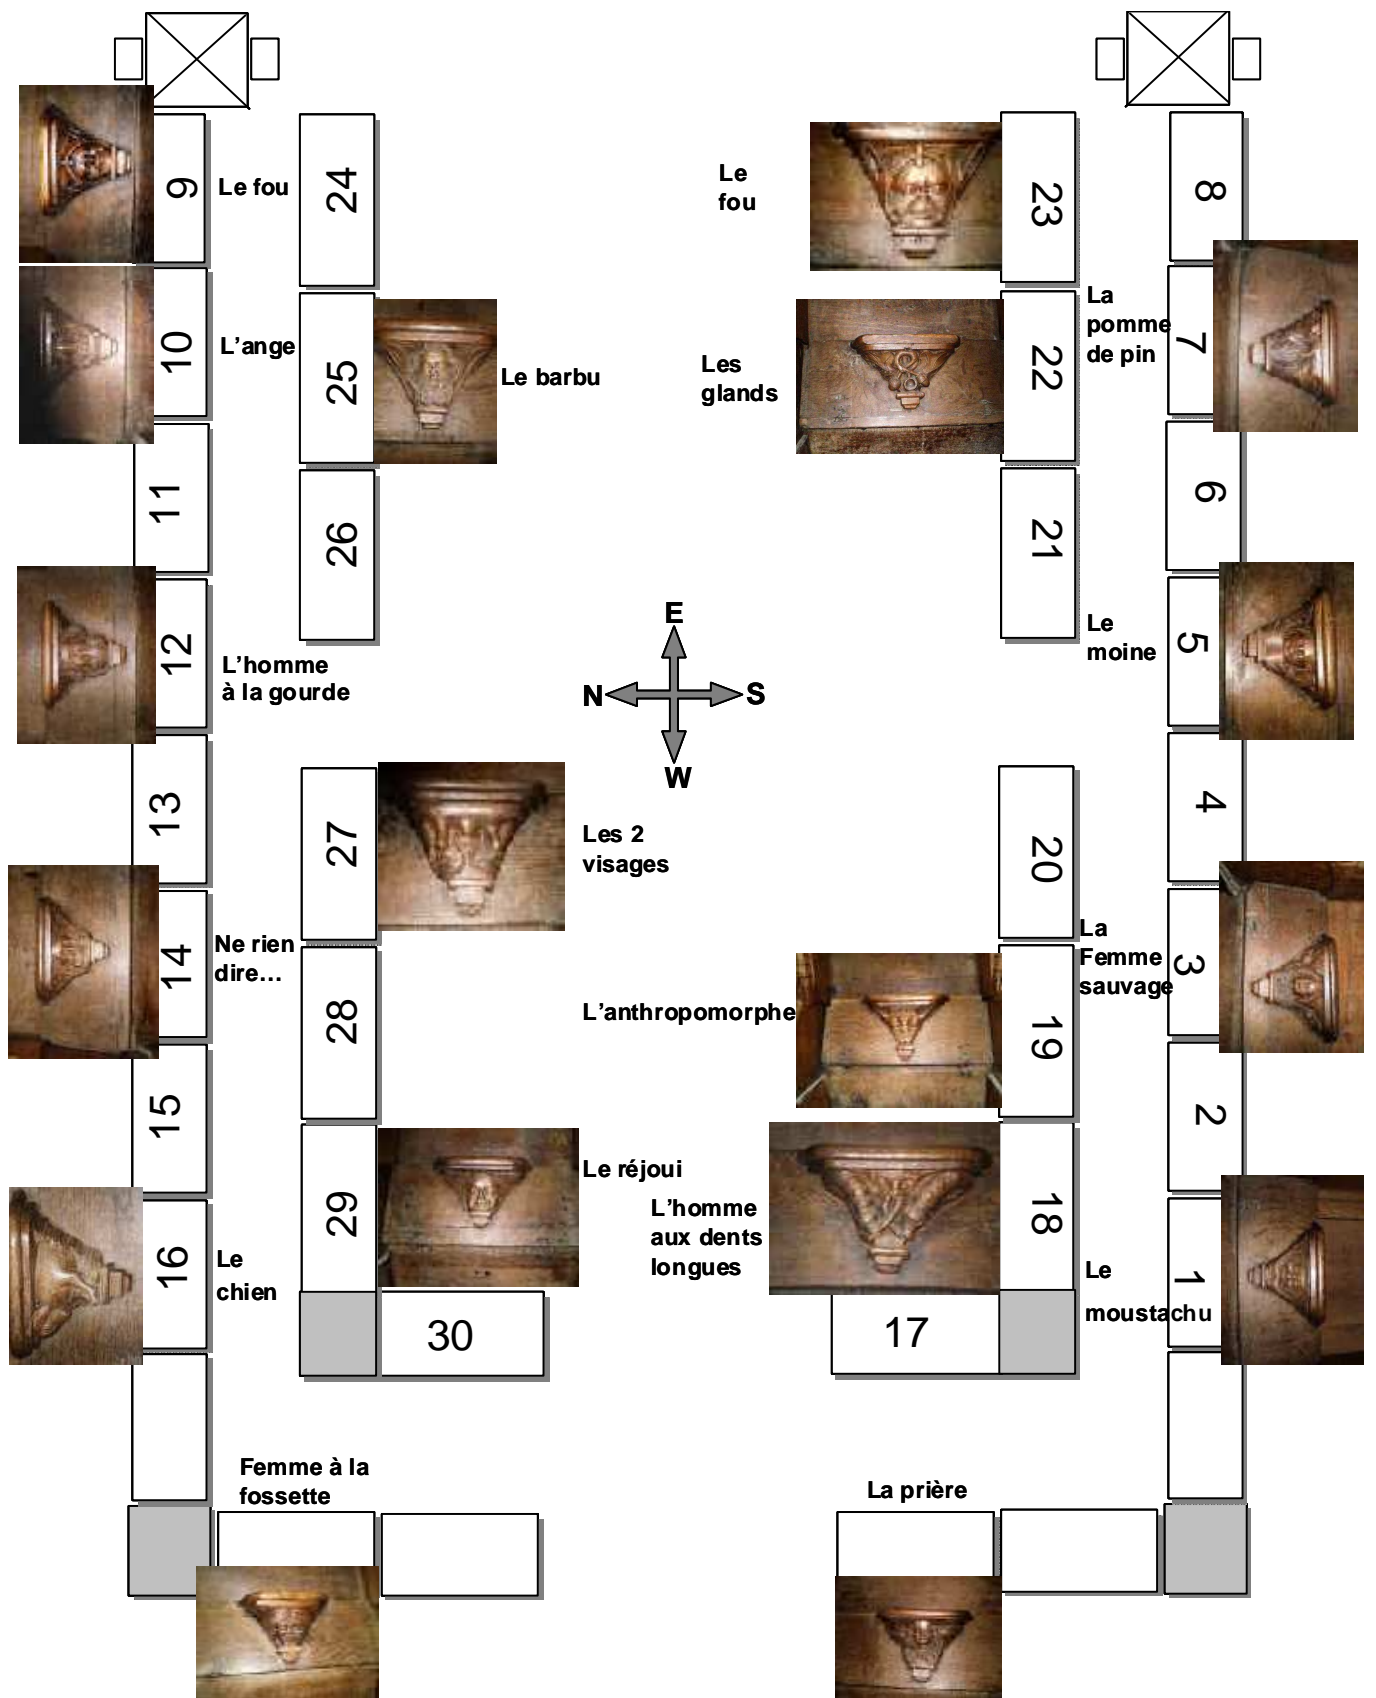 9
Le fou
24
Le
fou
23
8
10
L'ange
25
Le barbu
Les
glands
22
La
pomme
de pin
7
11
26
21
6
12
L'homme
à la gourde
E
N
S
W
Le
moine
5
13
27
Les 2
visages
20
4
14
Ne rien
dire…
28
L'anthropomorphe
19
La
Femme
sauvage
3
15
29
Le réjoui
L'homme
aux dents
longues
18
2
16
Le
chien
30
17
Le
moustachu
1
Femme à la
fossette
La prière